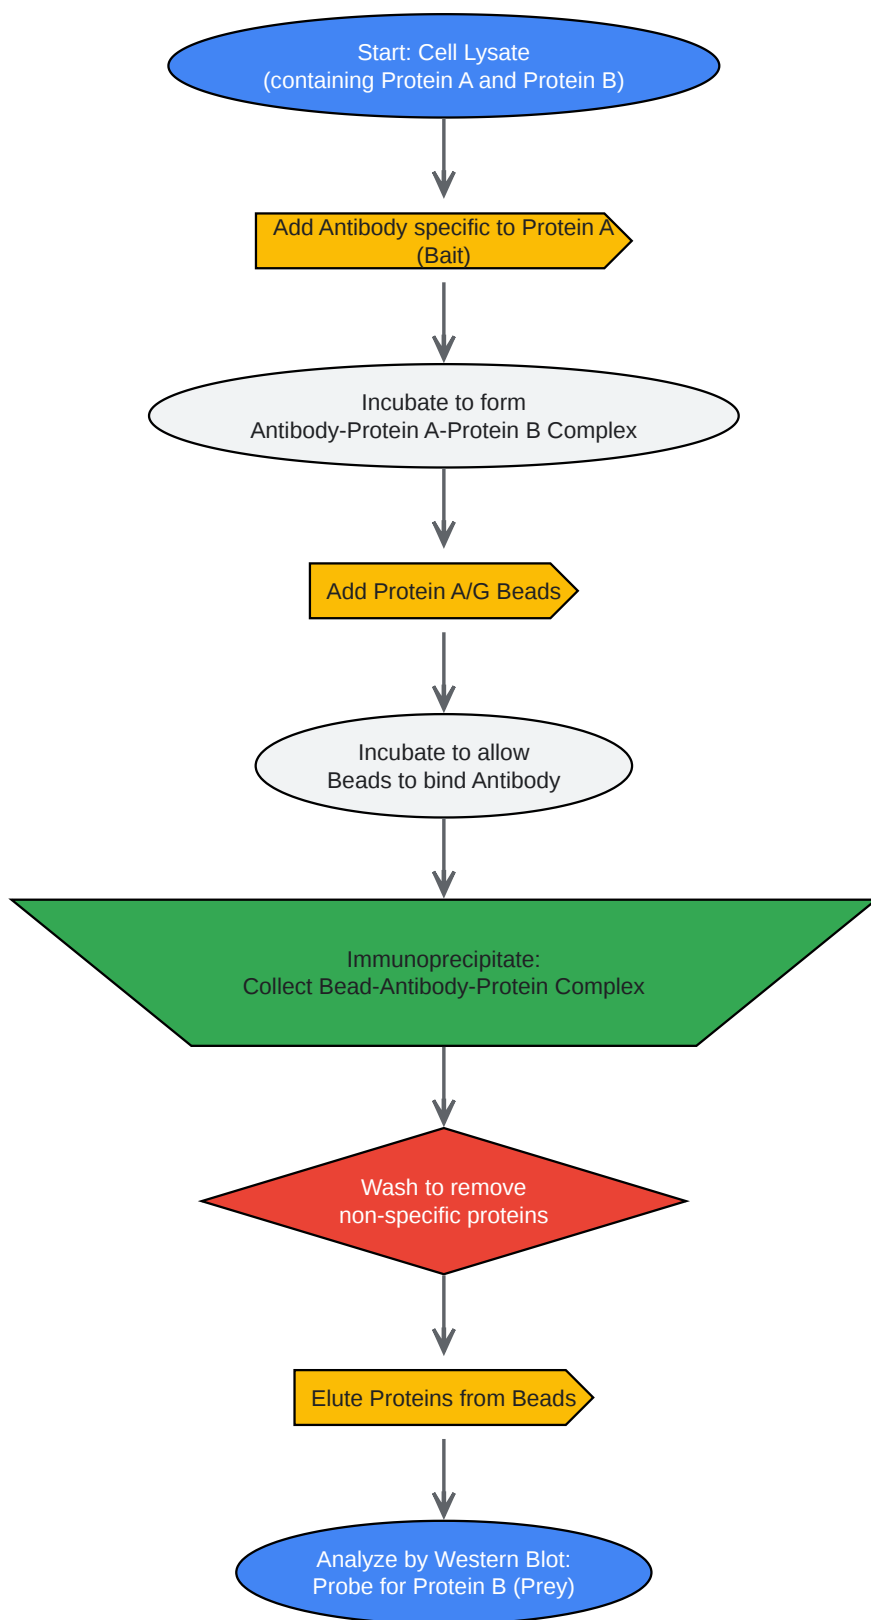 Start: Cell Lysate
(containing Protein A and Protein B)
Add Antibody specific to Protein A
(Bait)
Incubate to form
Antibody-Protein A-Protein B Complex
Add Protein A/G Beads
Incubate to allow
Beads to bind Antibody
Immunoprecipitate:
Collect Bead-Antibody-Protein Complex
Wash to remove
non-specific proteins
Elute Proteins from Beads
Analyze by Western Blot:
Probe for Protein B (Prey)